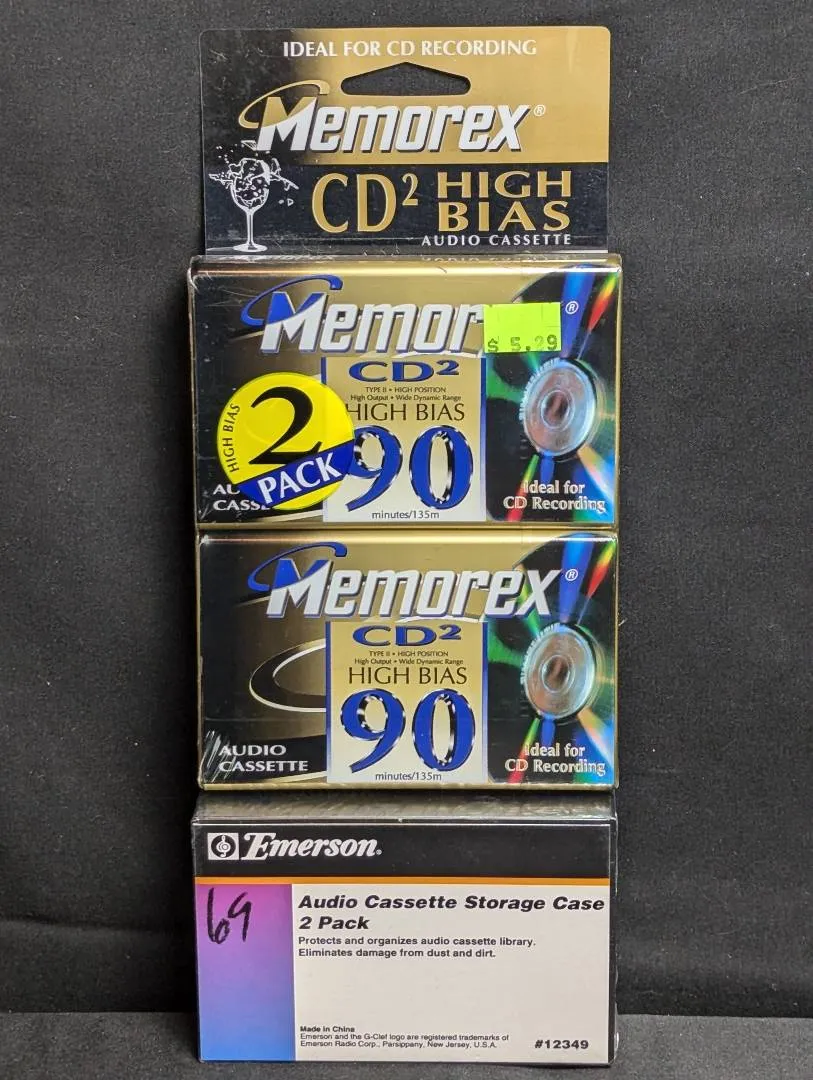 IDEAL FOR CD RECORDING
Memorex®
CD² HIGH BIAS
AUDIO CASSETTE
Memor ®
$ 5.99
CD²
TYPE II • HIGH POSITION
High Output • Wide Dynamic Range
HIGH BIAS
90
minutes/135m
HIGH BIAS
2
PACK
AU
CASS
Ideal for
CD Recording
Memorex®
CD²
TYPE II • HIGH POSITION
High Output • Wide Dynamic Range
HIGH BIAS
90
minutes/135m
AUDIO
CASSETTE
Ideal for
CD Recording
Emerson.
69
Audio Cassette Storage Case
2 Pack
Protects and organizes audio cassette library.
Eliminates damage from dust and dirt.
Made in China
Emerson and the G-Clef logo are registered trademarks of
Emerson Radio Corp., Parsippany, New Jersey, U.S.A.
#12349